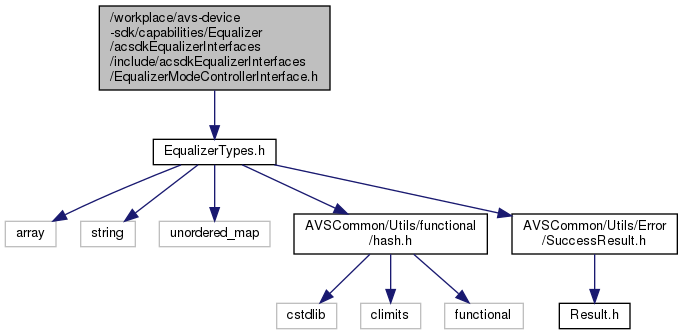 /workplace/avs-device
-sdk/capabilities/Equalizer
/acsdkEqualizerInterfaces
/include/acsdkEqualizerInterfaces
/EqualizerModeControllerInterface.h
EqualizerTypes.h
array
string
unordered_map
AVSCommon/Utils/functional
/hash.h
AVSCommon/Utils/Error
/SuccessResult.h
cstdlib
climits
functional
Result.h